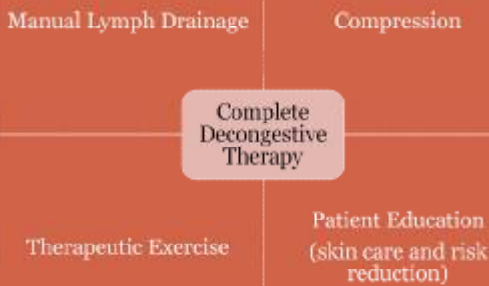 Manual Lymph Drainage
Compression
Complete
Decongestive
Therapy
Therapeutic Exercise
Patient Education
(skin care and risk
reduction)